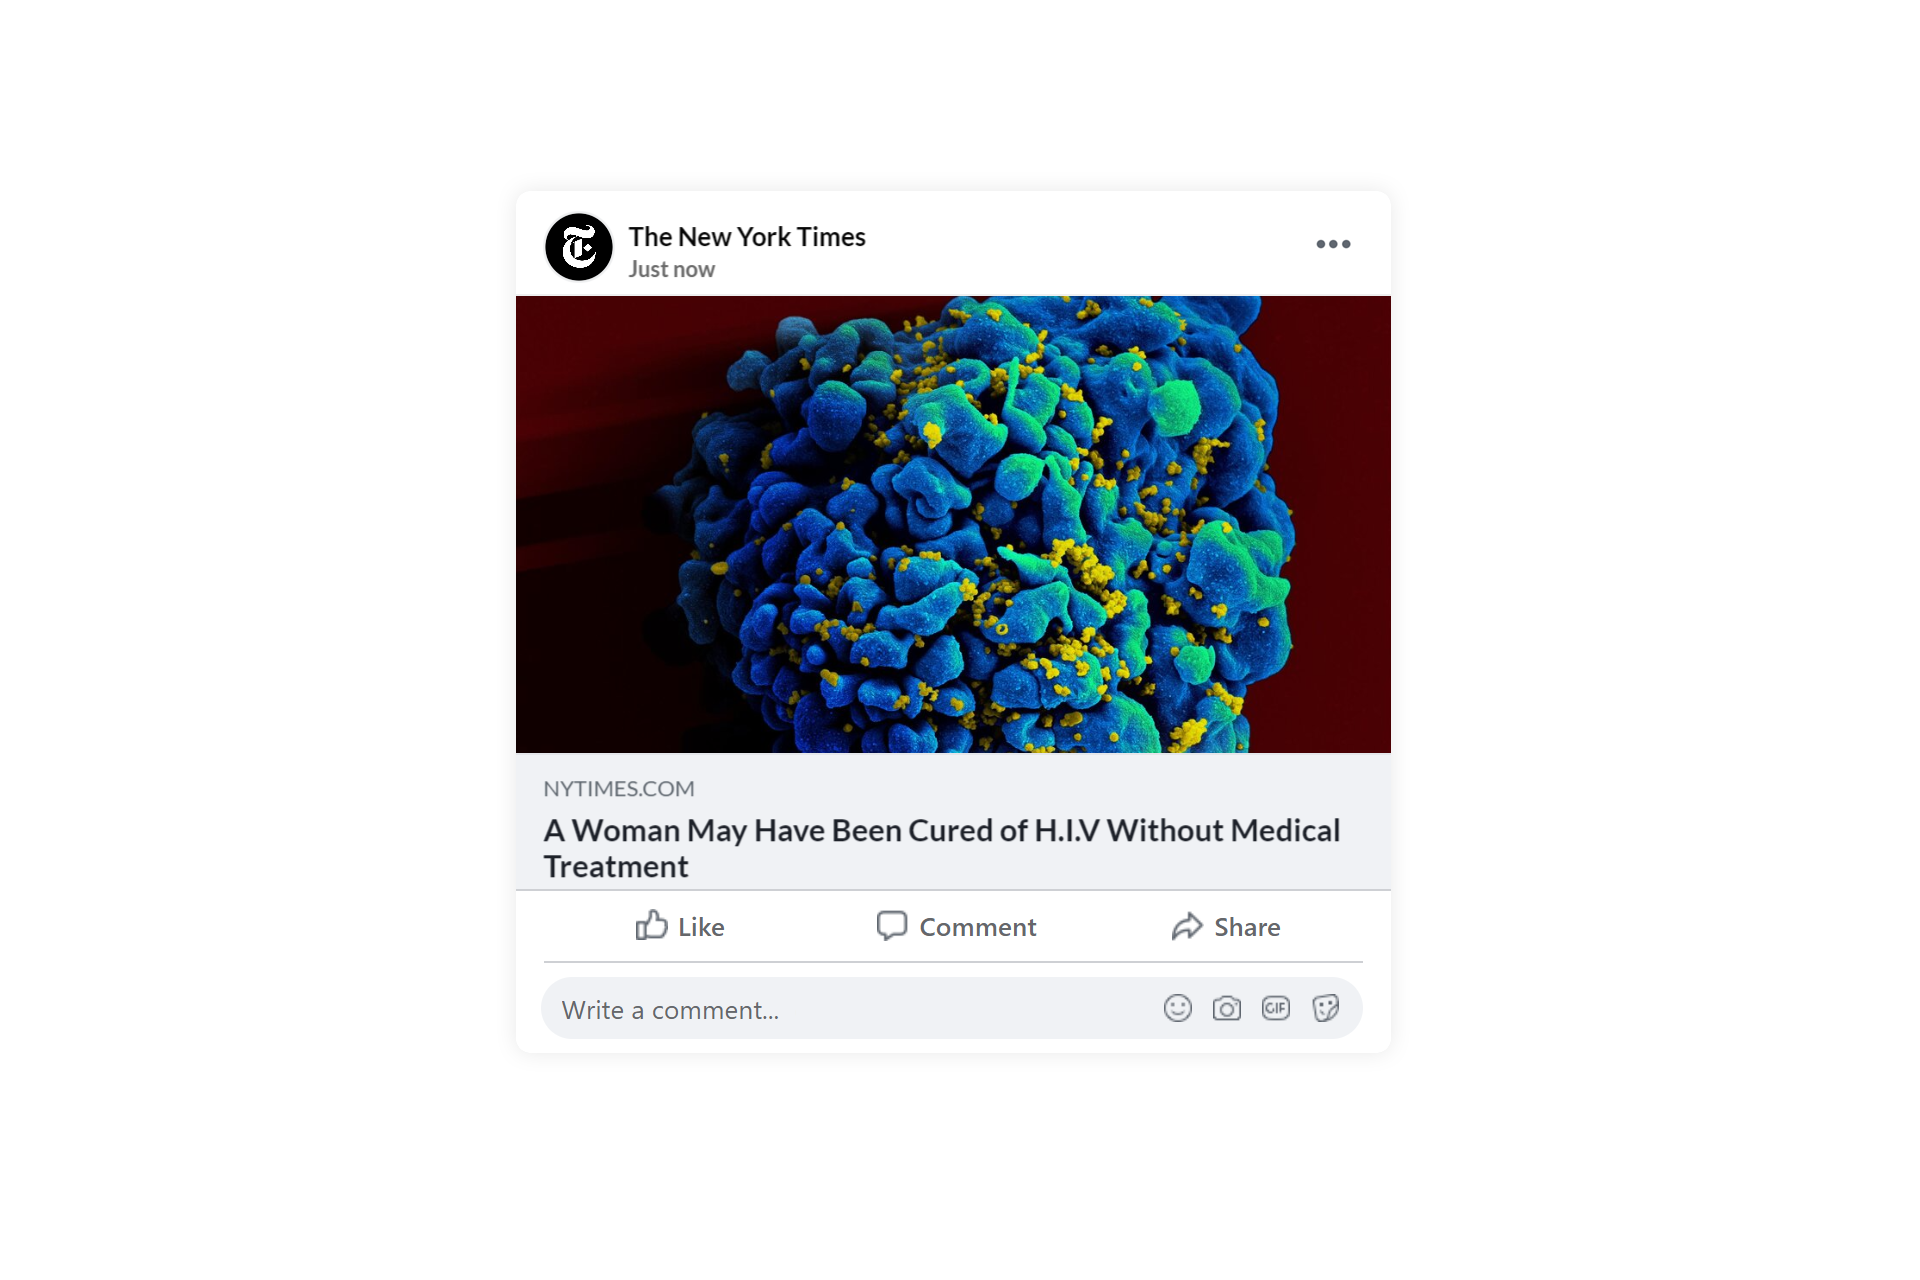 The New York Times
Just now
NYTIMES.COM
A Woman May Have Been Cured of H.I.V Without Medical
Treatment
Like Comment Share
Write a comment... GIF